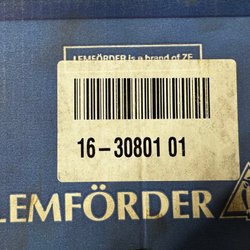 LEMFÖRDER is a brand of ZF
16-30801 01
LEMFÖRDER